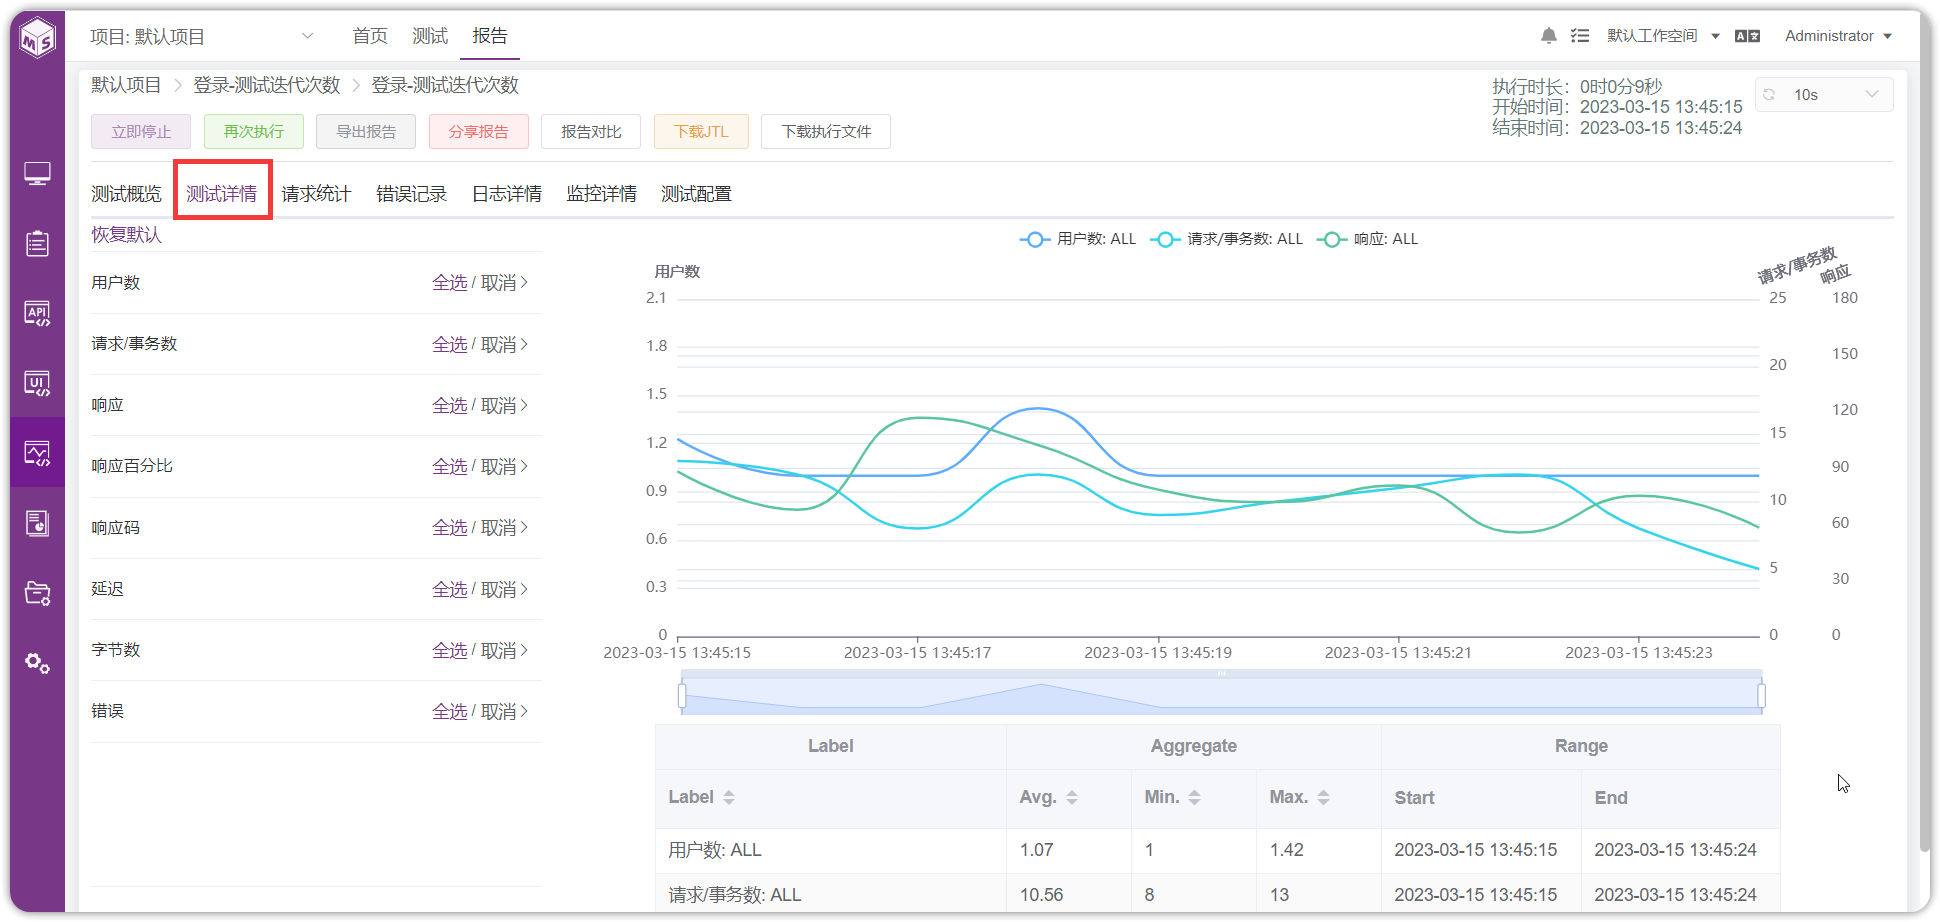 MS
项目: 默认项目
首页 测试 报告
默认工作空间
Administrator
默认项目 > 登录-测试迭代次数 > 登录-测试迭代次数
执行时长: 0时0分9秒
开始时间: 2023-03-15 13:45:15
结束时间: 2023-03-15 13:45:24
10s
立即停止 再次执行 导出报告 分享报告 报告对比 下载JTL 下载执行文件
测试概览 测试详情 请求统计 错误记录 日志详情 监控详情 测试配置
API
UI
恢复默认
用户数 全选 / 取消 >
请求/事务数 全选 / 取消 >
响应 全选 / 取消 >
响应百分比 全选 / 取消 >
响应码 全选 / 取消 >
延迟 全选 / 取消 >
字节数 全选 / 取消 >
错误 全选 / 取消 >
用户数: ALL 请求/事务数: ALL 响应: ALL
用户数
请求/事务数
响应
2.1
1.8
1.5
1.2
0.9
0.6
0.3
0
25
20
15
10
5
0
180
150
120
90
60
30
0
2023-03-15 13:45:15 2023-03-15 13:45:17 2023-03-15 13:45:19 2023-03-15 13:45:21 2023-03-15 13:45:23
Label Aggregate Range
Label Avg. Min. Max. Start End
用户数: ALL 1.07 1 1.42 2023-03-15 13:45:15 2023-03-15 13:45:24
请求/事务数: ALL 10.56 8 13 2023-03-15 13:45:15 2023-03-15 13:45:24